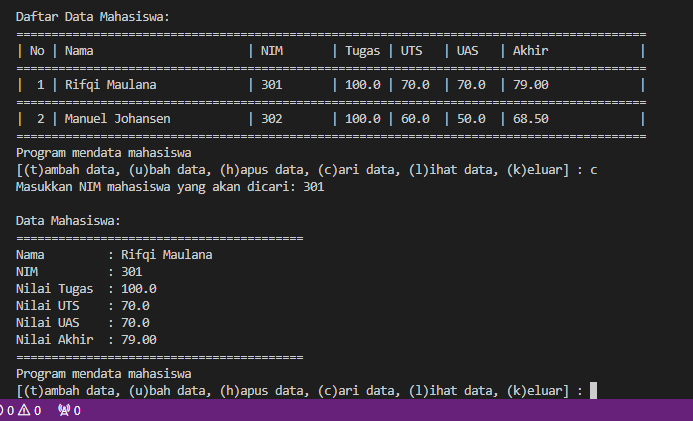 Daftar Data Mahasiswa:
==========================================================================================
| No | Nama                      | NIM       | Tugas | UTS   | UAS   | Akhir            |
==========================================================================================
|  1 | Rifqi Maulana             | 301       | 100.0 | 70.0  | 70.0  | 79.00            |
==========================================================================================
|  2 | Manuel Johansen           | 302       | 100.0 | 60.0  | 50.0  | 68.50            |
==========================================================================================
Program mendata mahasiswa
[(t)ambah data, (u)bah data, (h)apus data, (c)ari data, (l)ihat data, (k)eluar] : c
Masukkan NIM mahasiswa yang akan dicari: 301
Data Mahasiswa:
=========================================
Nama         : Rifqi Maulana
NIM          : 301
Nilai Tugas  : 100.0
Nilai UTS    : 70.0
Nilai UAS    : 70.0
Nilai Akhir  : 79.00
=========================================
Program mendata mahasiswa
[(t)ambah data, (u)bah data, (h)apus data, (c)ari data, (l)ihat data, (k)eluar] :
0 0 0